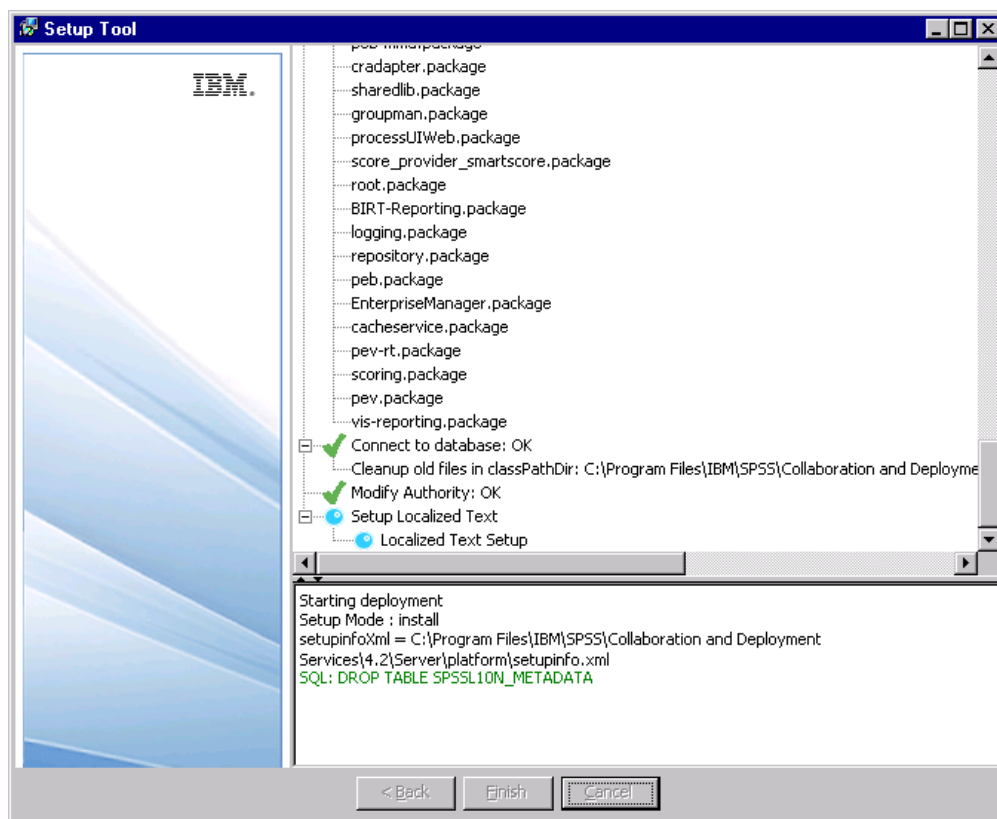 Setup Tool
IBM.
cradapter.package
sharedlib.package
groupman.package
processUIWeb.package
score_provider_smartscore.package
root.package
BIRT-Reporting.package
logging.package
repository.package
peb.package
EnterpriseManager.package
cacheservice.package
pev-rt.package
scoring.package
pev.package
vis-reporting.package
Connect to database: OK
Cleanup old files in classPathDir: C:\Program Files\IBM\SPSS\Collaboration and Deployme
Modify Authority: OK
Setup Localized Text
Localized Text Setup
Starting deployment
Setup Mode : install
setupinfoXml = C:\Program Files\IBM\SPSS\Collaboration and Deployment
Services\4.2\Server\platform\setupinfo.xml
SQL: DROP TABLE SPSSL10N_METADATA
< Back
Finish
Cancel